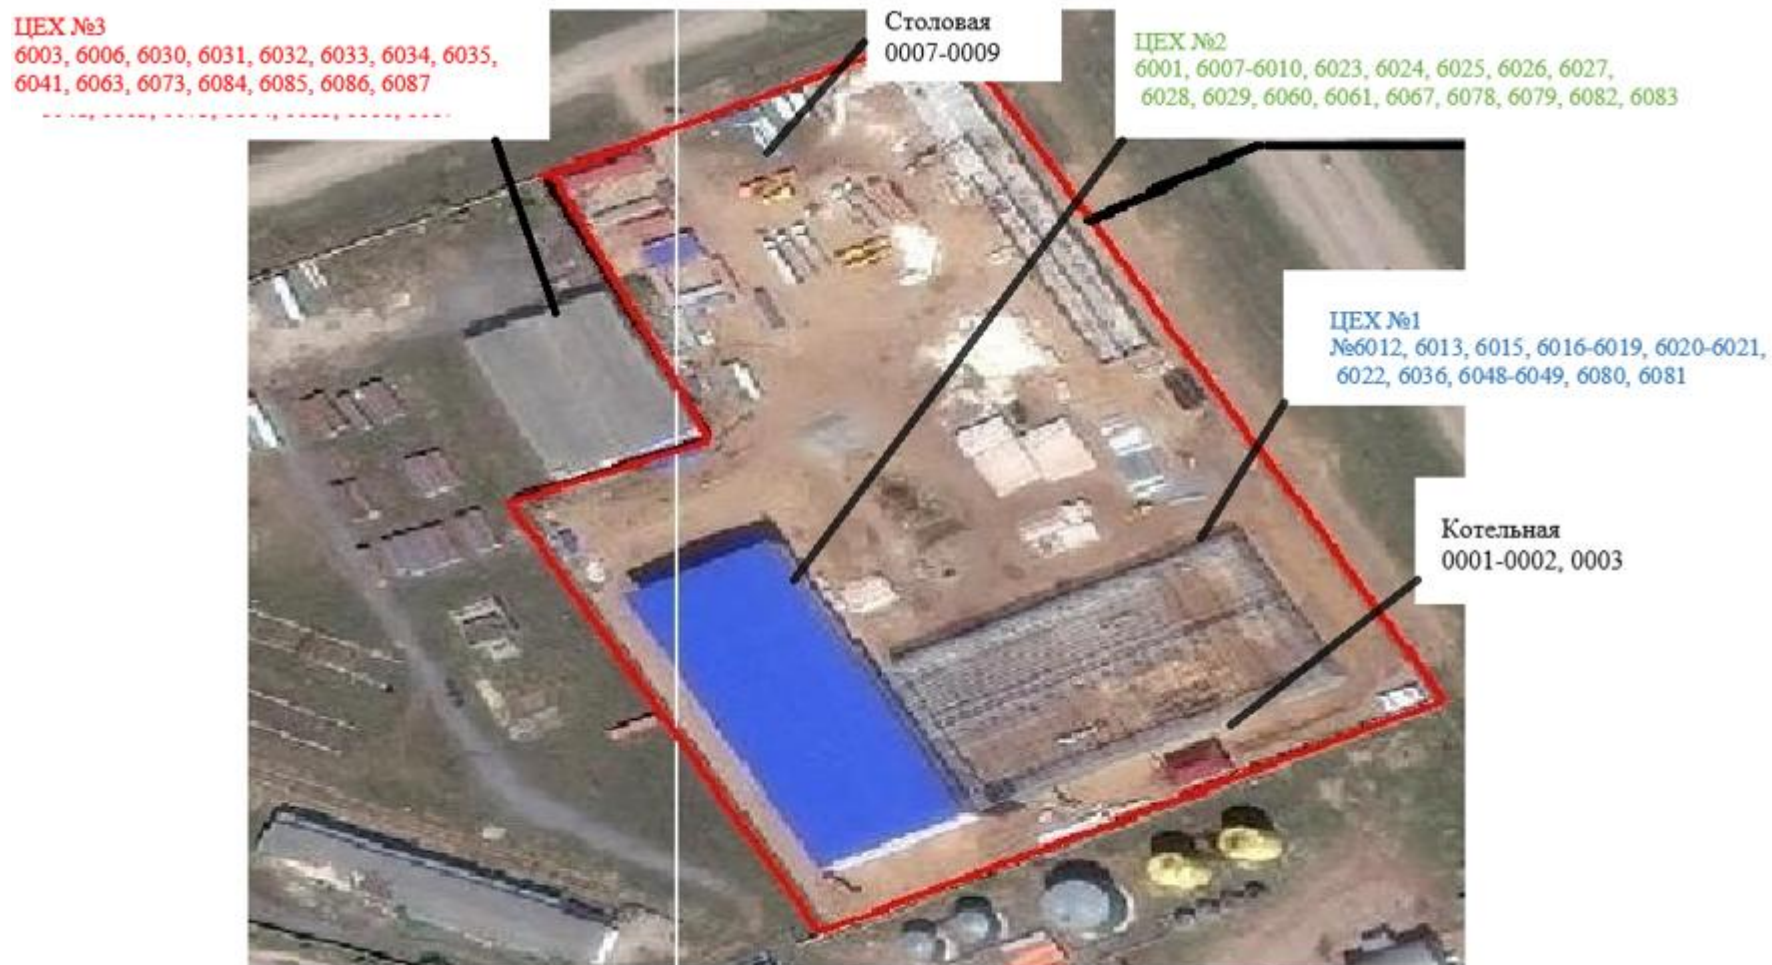 ЦЕХ №3
6003, 6006, 6030, 6031, 6032, 6033, 6034, 6035,
6041, 6063, 6073, 6084, 6085, 6086, 6087
Столовая
0007-0009
ЦЕХ №2
6001, 6007-6010, 6023, 6024, 6025, 6026, 6027,
6028, 6029, 6060, 6061, 6067, 6078, 6079, 6082, 6083
ЦЕХ №1
№6012, 6013, 6015, 6016-6019, 6020-6021,
6022, 6036, 6048-6049, 6080, 6081
Котельная
0001-0002, 0003